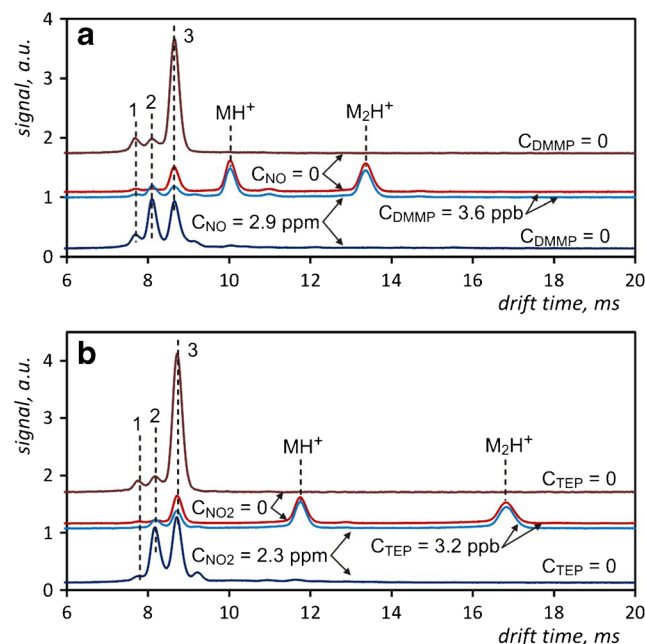 a
signal, a.u.
4
3
2
1
0
1
2
3
MH+
M₂H+
C_DMMP = 0
C_NO = 0
C_NO = 2.9 ppm
C_DMMP = 3.6 ppb
C_DMMP = 0
6 8 10 12 14 16 18 20
drift time, ms
b
signal, a.u.
4
3
2
1
0
1
2
3
MH+
M₂H+
C_TEP = 0
C_NO2 = 0
C_NO2 = 2.3 ppm
C_TEP = 3.2 ppb
C_TEP = 0
6 8 10 12 14 16 18 20
drift time, ms